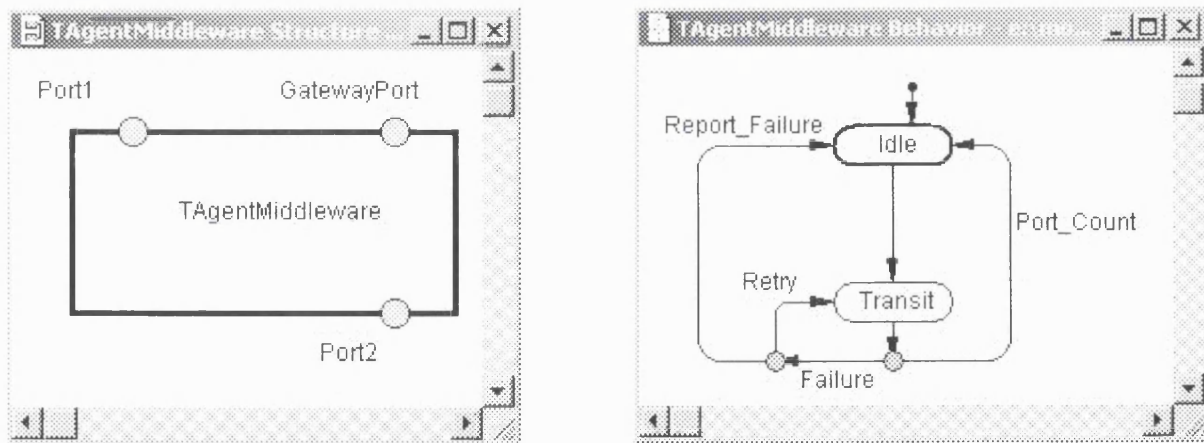 TAgentMiddleware Structure ...
Port1
GatewayPort
TAgentMiddleware
Port2
TAgentMiddleware Behavior
Report_Failure
Idle
Port_Count
Retry
Transit
Failure